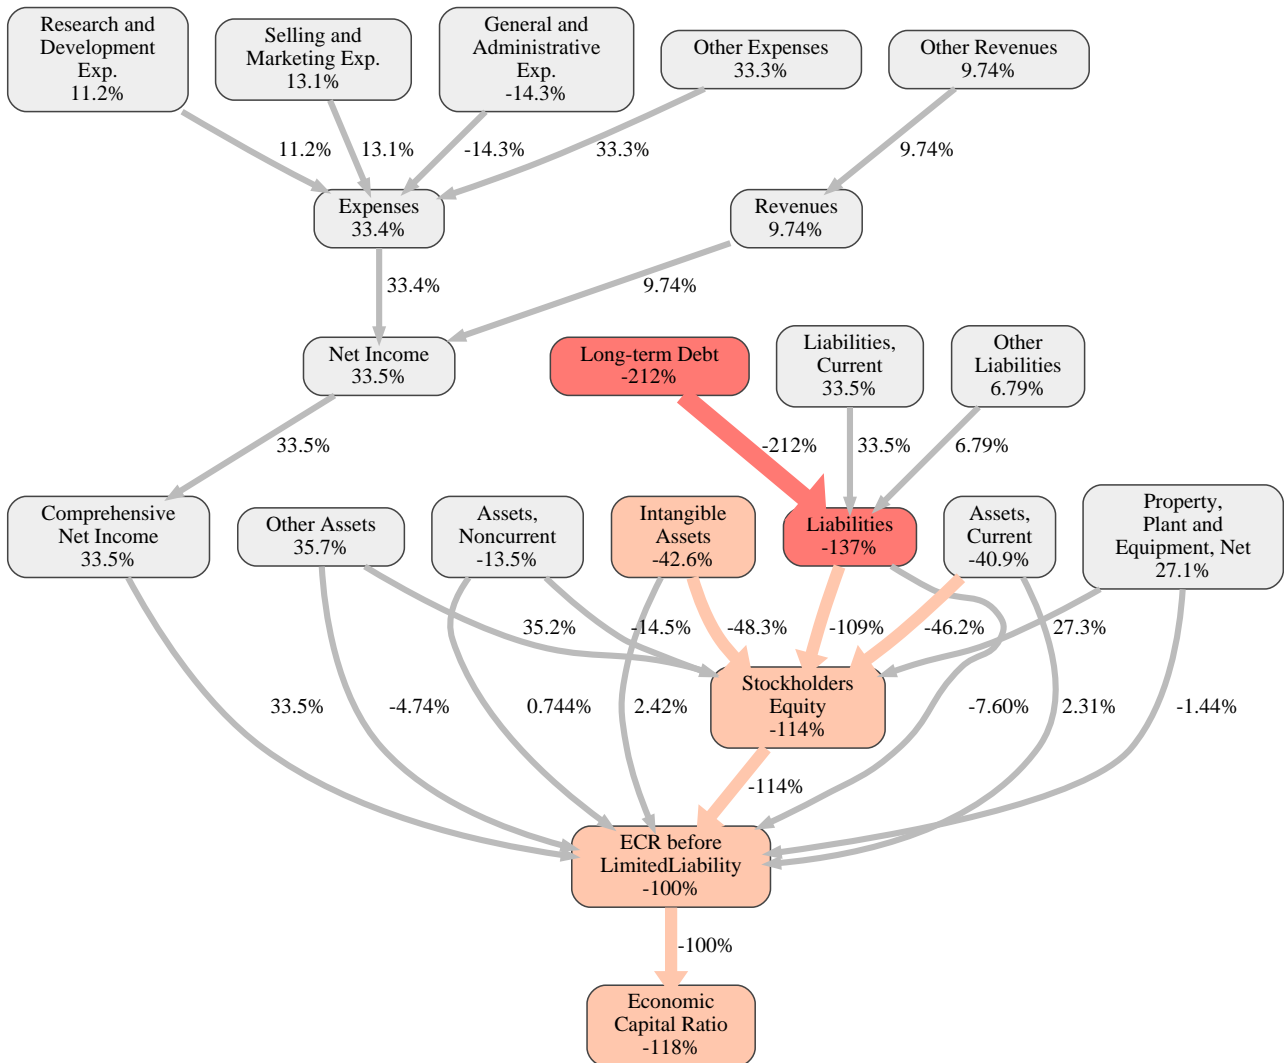 Research and
Development
Exp.
11.2%
Selling and
Marketing Exp.
13.1%
General and
Administrative
Exp.
-14.3%
Other Expenses
33.3%
Other Revenues
9.74%
11.2%
13.1%
-14.3%
33.3%
9.74%
Expenses
33.4%
Revenues
9.74%
33.4%
9.74%
Net Income
33.5%
Long-term Debt
-212%
Liabilities,
Current
33.5%
Other
Liabilities
6.79%
33.5%
-212%
33.5%
6.79%
Comprehensive
Net Income
33.5%
Other Assets
35.7%
Assets,
Noncurrent
-13.5%
Intangible
Assets
-42.6%
Liabilities
-137%
Assets,
Current
-40.9%
Property,
Plant and
Equipment, Net
27.1%
35.2%
-14.5%
-48.3%
-109%
-46.2%
27.3%
Stockholders
Equity
-114%
33.5%
-4.74%
0.744%
2.42%
-7.60%
2.31%
-1.44%
-114%
ECR before
LimitedLiability
-100%
-100%
Economic
Capital Ratio
-118%